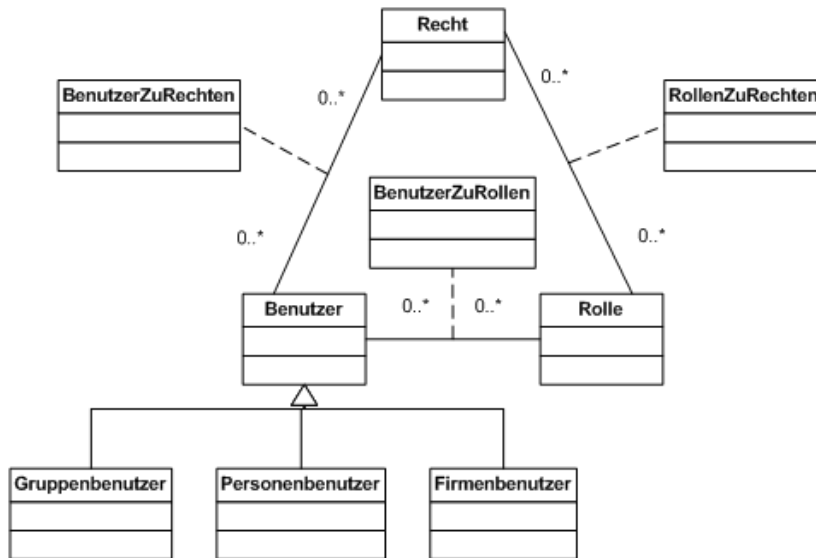 Recht
BenutzerZuRechten
0..*
0..*
RollenZuRechten
BenutzerZuRollen
0..*
0..*
Benutzer
0..*
0..*
Rolle
Gruppenbenutzer
Personenbenutzer
Firmenbenutzer